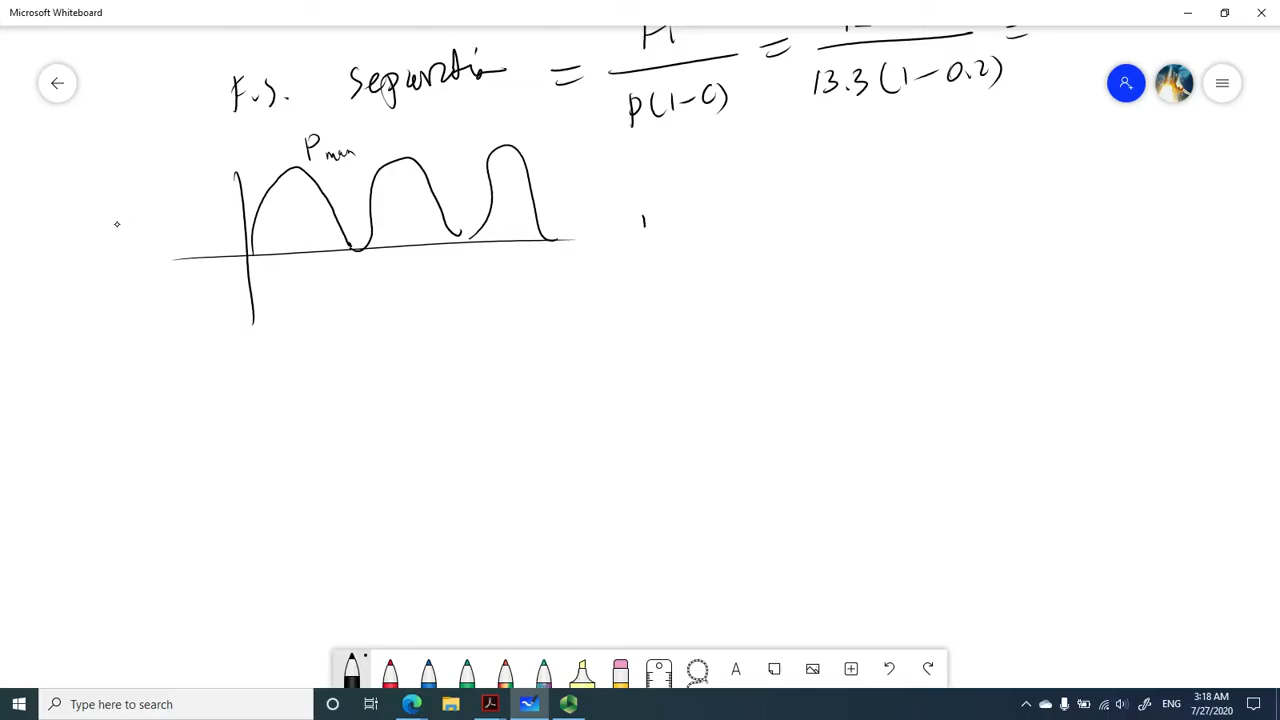 Microsoft Whiteboard
F.S. separation = Fi / P(1-C) = / 13.3(1-0.2) =
Pmax
A
Type here to search
ENG
3:18 AM
7/27/2020